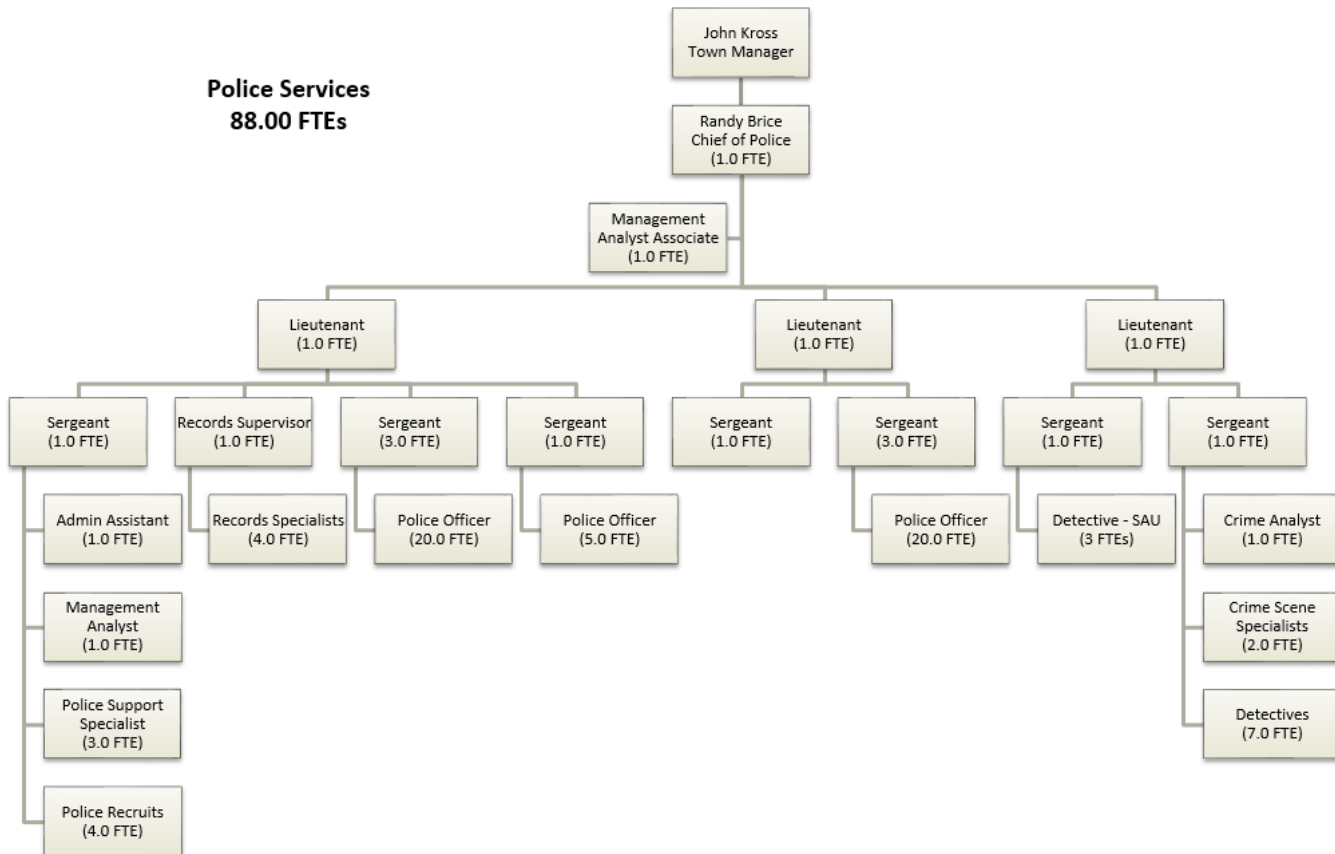 Police Services
88.00 FTEs
John Kross
Town Manager
Randy Brice
Chief of Police
(1.0 FTE)
Management
Analyst Associate
(1.0 FTE)
Lieutenant
(1.0 FTE)
Lieutenant
(1.0 FTE)
Lieutenant
(1.0 FTE)
Sergeant
(1.0 FTE)
Records Supervisor
(1.0 FTE)
Sergeant
(3.0 FTE)
Sergeant
(1.0 FTE)
Sergeant
(1.0 FTE)
Sergeant
(3.0 FTE)
Sergeant
(1.0 FTE)
Sergeant
(1.0 FTE)
Admin Assistant
(1.0 FTE)
Records Specialists
(4.0 FTE)
Police Officer
(20.0 FTE)
Police Officer
(5.0 FTE)
Police Officer
(20.0 FTE)
Detective - SAU
(3 FTEs)
Crime Analyst
(1.0 FTE)
Management
Analyst
(1.0 FTE)
Crime Scene
Specialists
(2.0 FTE)
Police Support
Specialist
(3.0 FTE)
Detectives
(7.0 FTE)
Police Recruits
(4.0 FTE)